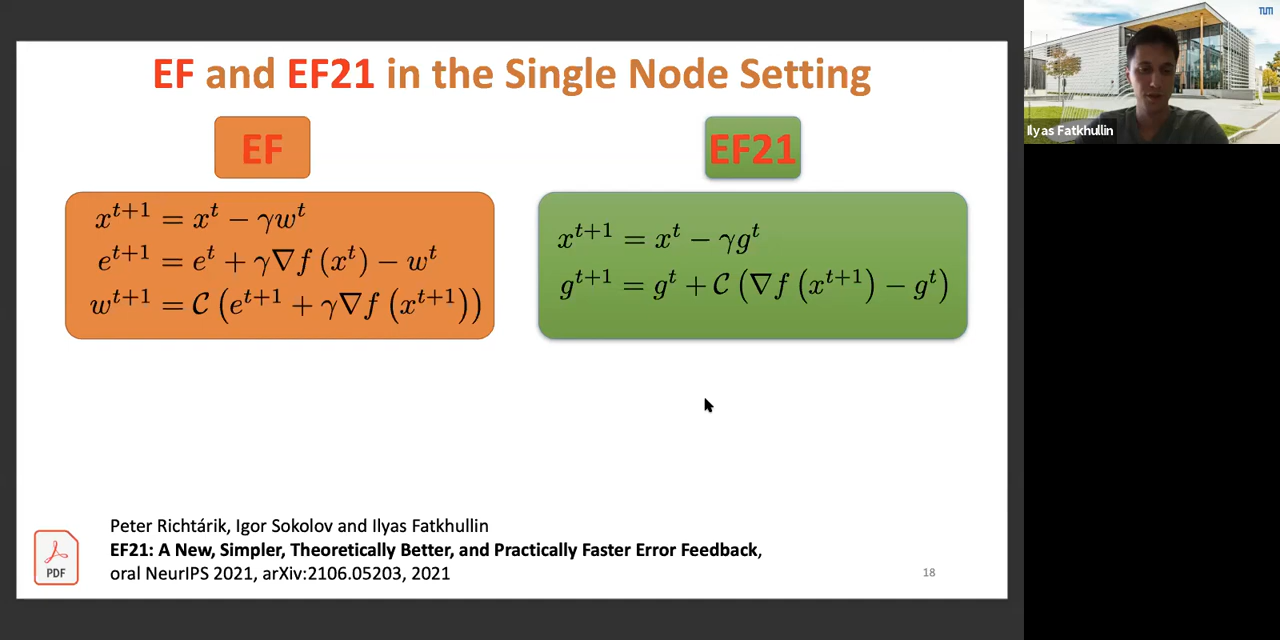 EF and EF21 in the Single Node Setting
EF
EF21
x^{t+1} = x^t − γw^t
e^{t+1} = e^t + γ∇f (x^t) − w^t
w^{t+1} = C (e^{t+1} + γ∇f (x^{t+1}))
x^{t+1} = x^t − γg^t
g^{t+1} = g^t + C (∇f (x^{t+1}) − g^t)
PDF
Peter Richtárik, Igor Sokolov and Ilyas Fatkhullin
EF21: A New, Simpler, Theoretically Better, and Practically Faster Error Feedback,
oral NeurIPS 2021, arXiv:2106.05203, 2021
18
TUM
Ilyas Fatkhullin